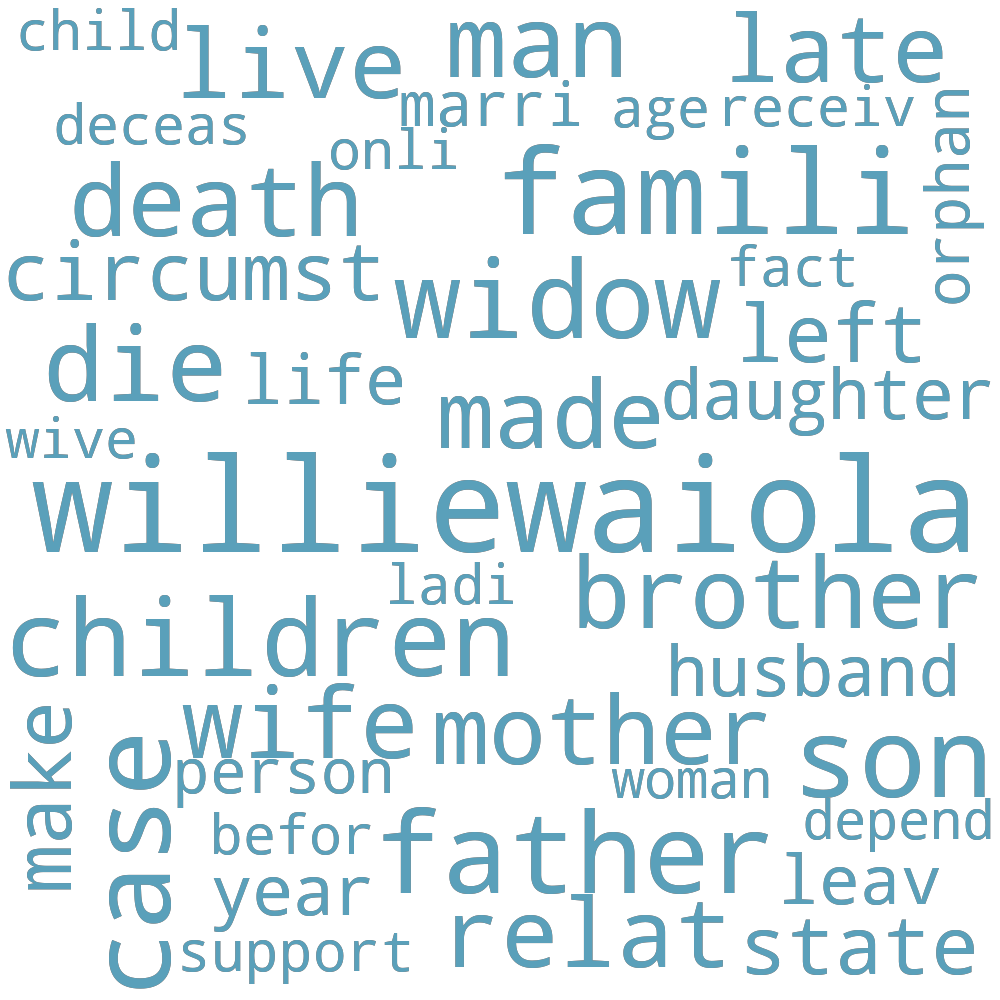 child live man late
deceas marri age receiv
onli
death famili orphan
circumst widow fact
left
die life made daughter
wive
williewaiola
ladi brother
children husband
wife mother
make case person woman son
depend
befor father leav
year
support relat state